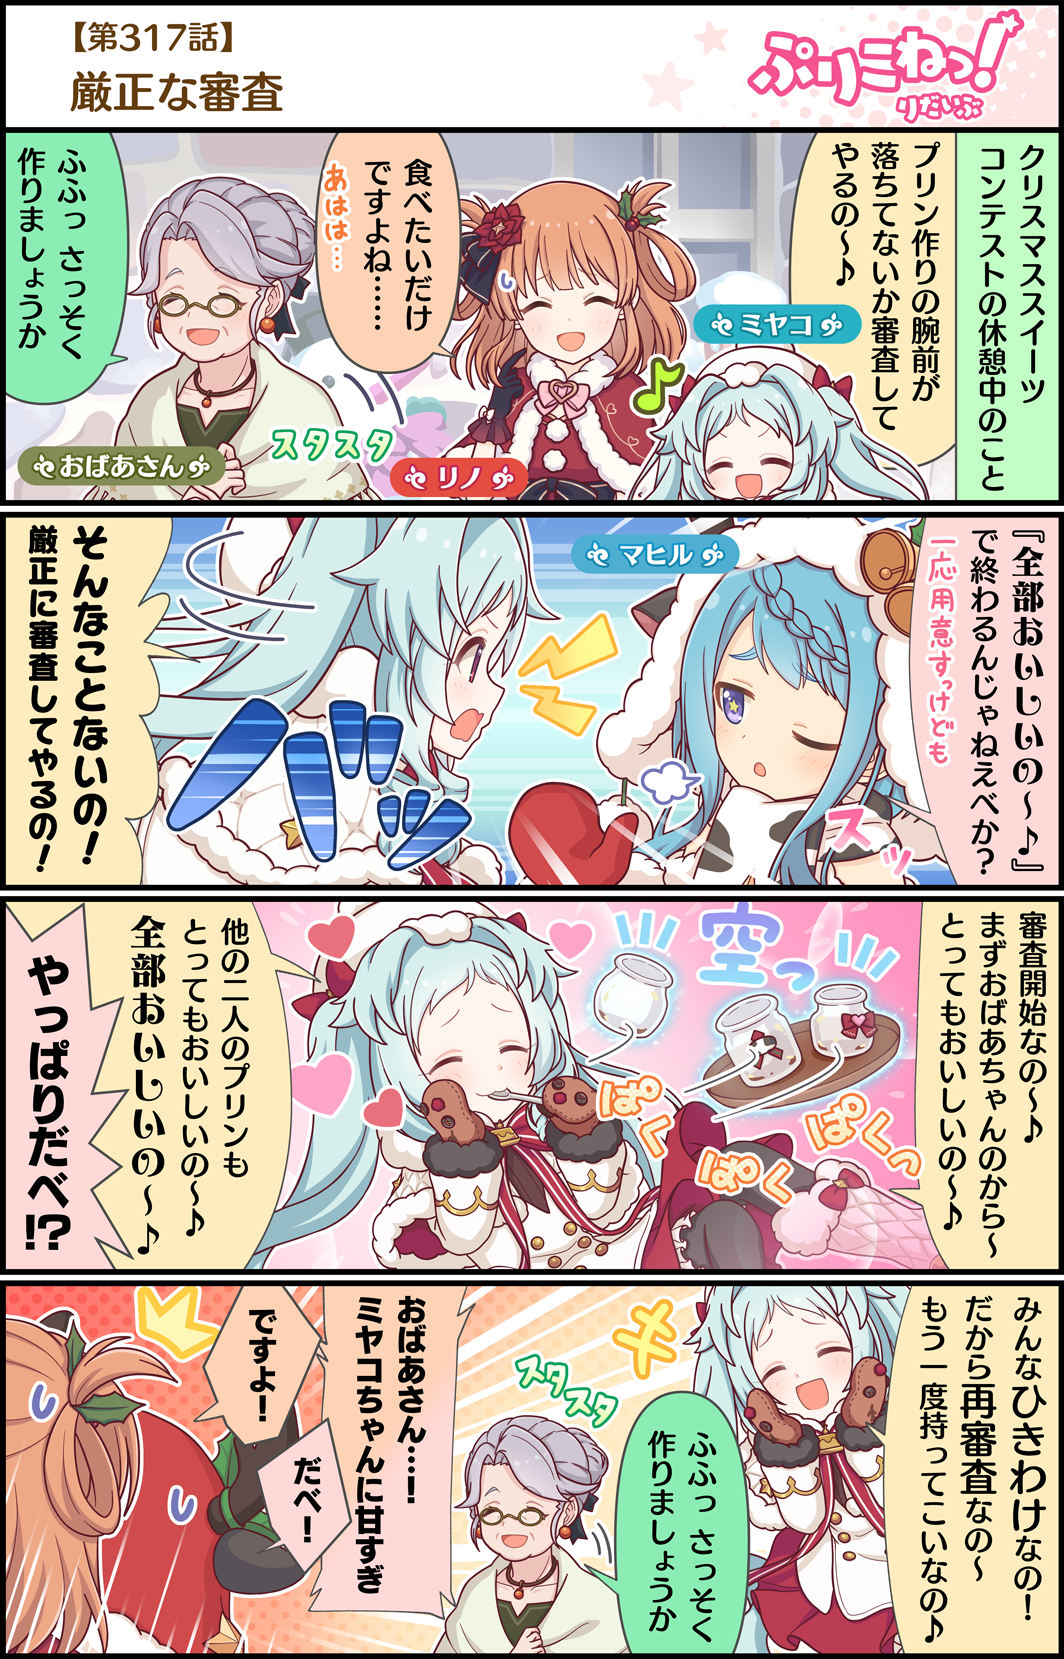 【第317話】
厳正な審査
ぷりこねっ!
りだいぶ
クリスマススイーツ
コンテストの休憩中のこと
プリン作りの腕前が
落ちてないか審査して
やるの～♪
ミヤコ
食べたいだけ
ですよね……
あはは…
リノ
スタスタ
ふふっ さっそく
作りましょうか
おばあさん
『全部おいしいの～♪』
で終わるんじゃねえべか?
一応用意すっけども
マヒル
スッ
バッ
そんなことないの!
厳正に審査してやるの!
審査開始なの～♪
まずおばあちゃんのから～
とってもおいしいの～♪
空っ
ぱく
ぱく
ぱくっ
他の二人のプリンも
とってもおいしいの～♪
全部おいしいの～♪
やっぱりだべ!?
みんなひきわけなの!
だから再審査なの～
もう一度持ってこいなの♪
ふふっ さっそく
作りましょうか
スタスタ
おばあさん…!
ミヤコちゃんに甘すぎ
ですよ!
だべ!